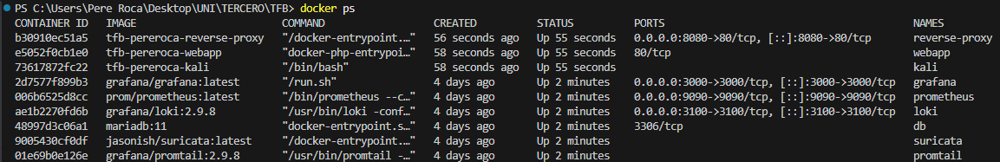 PS C:\Users\Pere Roca\Desktop\UNI\TERCERO\TFB> docker ps
CONTAINER ID IMAGE COMMAND CREATED STATUS PORTS NAMES
b30910ec51a5 tfb-pereroca-reverse-proxy "/docker-entrypoint.…" 56 seconds ago Up 55 seconds 0.0.0.0:8080->80/tcp, [::]:8080->80/tcp reverse-proxy
e5052f0cb1e0 tfb-pereroca-webapp "docker-php-entrypoi…" 58 seconds ago Up 55 seconds 80/tcp webapp
73617872fc22 tfb-pereroca-kali "/bin/bash" 58 seconds ago Up 55 seconds kali
2d7577f899b3 grafana/grafana:latest "/run.sh" 4 days ago Up 2 minutes 0.0.0.0:3000->3000/tcp, [::]:3000->3000/tcp grafana
006b6525d8cc prom/prometheus:latest "/bin/prometheus --c…" 4 days ago Up 2 minutes 0.0.0.0:9090->9090/tcp, [::]:9090->9090/tcp prometheus
ae1b2270fd6b grafana/loki:2.9.8 "/usr/bin/loki -conf…" 4 days ago Up 2 minutes 0.0.0.0:3100->3100/tcp, [::]:3100->3100/tcp loki
48997d3c06a1 mariadb:11 "docker-entrypoint.s…" 4 days ago Up 2 minutes 3306/tcp db
9005430cf0df jasonish/suricata:latest "/docker-entrypoint.…" 4 days ago Up 2 minutes suricata
01e69b0e126e grafana/promtail:2.9.8 "/usr/bin/promtail -…" 4 days ago Up 2 minutes promtail